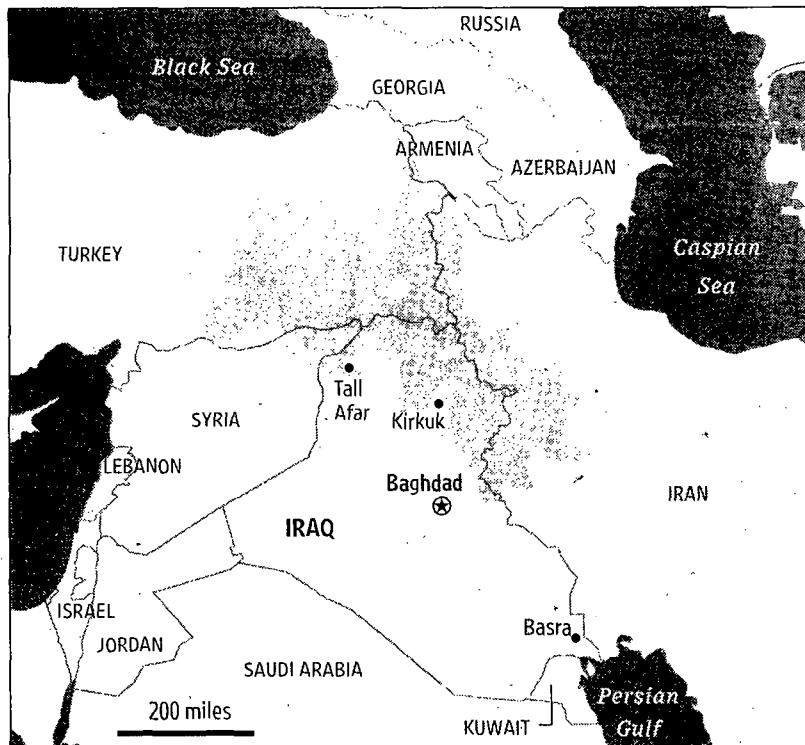 RUSSIA
Black Sea
GEORGIA
ARMENIA
AZERBAIJAN
TURKEY
Caspian
Sea
Tall
Afar
Kirkuk
SYRIA
LEBANON
Baghdad
IRAN
IRAQ
ISRAEL
JORDAN
Basra
SAUDI ARABIA
200 miles
KUWAIT
Persian
Gulf